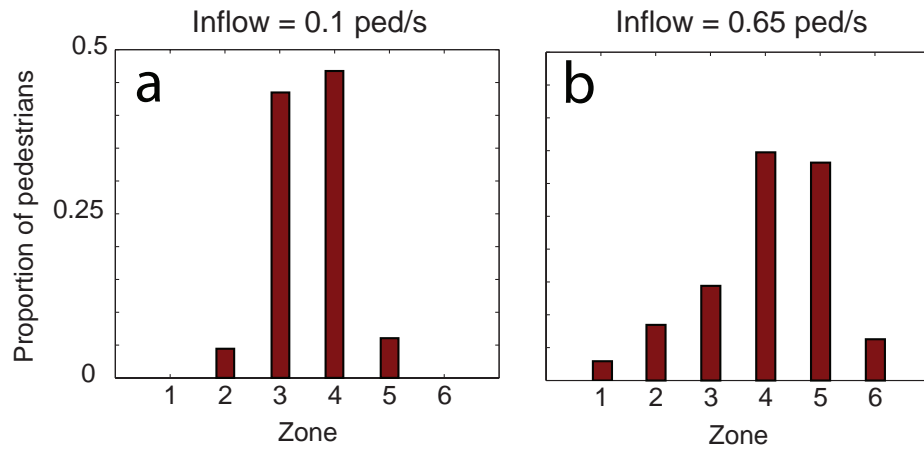 Inflow = 0.1 ped/s
Inflow = 0.65 ped/s
Proportion of pedestrians
0.5
0.25
0
a
b
1 2 3 4 5 6
1 2 3 4 5 6
Zone
Zone